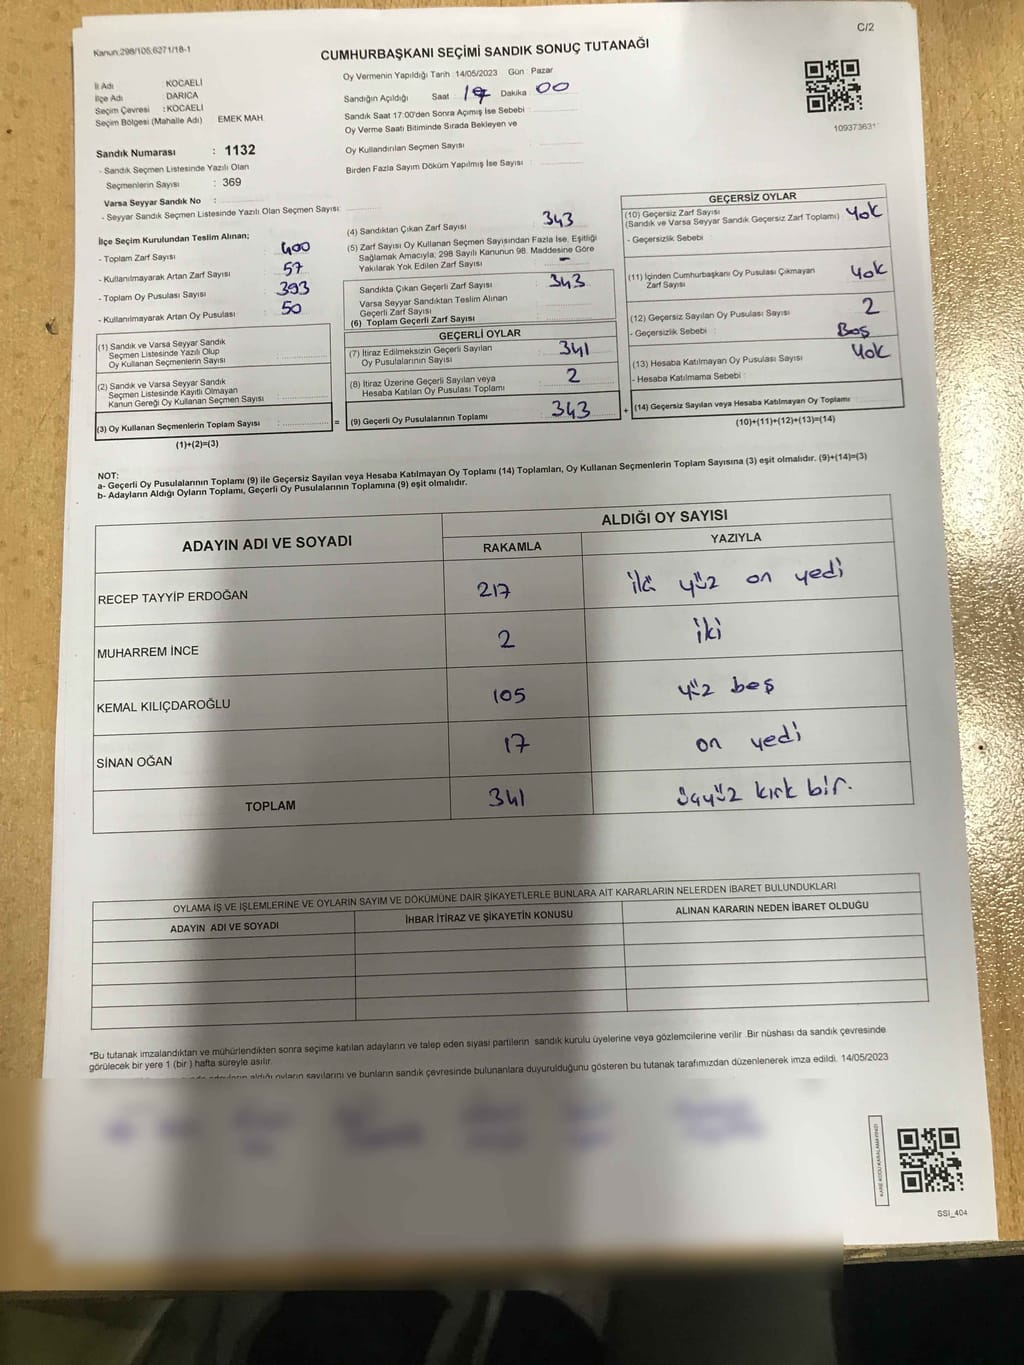 C/2
Kanun:298/105;6271/18-1
CUMHURBAŞKANI SEÇİMİ SANDIK SONUÇ TUTANAĞI
İl Adı : KOCAELİ
İlçe Adı : DARICA
Seçim Çevresi : KOCAELİ
Seçim Bölgesi (Mahalle Adı) EMEK MAH.
Sandık Numarası : 1132
- Sandık Seçmen Listesinde Yazılı Olan
Seçmenlerin Sayısı : 369
Varsa Seyyar Sandık No :
- Seyyar Sandık Seçmen Listesinde Yazılı Olan Seçmen Sayısı:
Oy Vermenin Yapıldığı Tarih :14/05/2023 Gün : Pazar
Sandığın Açıldığı Saat : 17 Dakika : 00
Sandık Saat 17:00'den Sonra Açımış İse Sebebi :
Oy Verme Saati Bitiminde Sırada Bekleyen ve
Oy Kullandırılan Seçmen Sayısı :
Birden Fazla Sayım Döküm Yapılmış İse Sayısı :
109373631
İlçe Seçim Kurulundan Teslim Alınan;
- Toplam Zarf Sayısı : 400
- Kullanılmayarak Artan Zarf Sayısı : 57
- Toplam Oy Pusulası Sayısı : 393
- Kullanılmayarak Artan Oy Pusulası : 50
(1) Sandık ve Varsa Seyyar Sandık
Seçmen Listesinde Yazılı Olup
Oy Kullanan Seçmenlerin Sayısı :
(2) Sandık ve Varsa Seyyar Sandık
Seçmen Listesinde Kayıtlı Olmayan
Kanun Gereği Oy Kullanan Seçmen Sayısı :
(3) Oy Kullanan Seçmenlerin Toplam Sayısı :
(1)+(2)=(3)
(4) Sandıktan Çıkan Zarf Sayısı : 343
(5) Zarf Sayısı Oy Kullanan Seçmen Sayısından Fazla İse, Eşitliği
Sağlamak Amacıyla; 298 Sayılı Kanunun 98. Maddesine Göre
Yakılarak Yok Edilen Zarf Sayısı : -
Sandıkta Çıkan Geçerli Zarf Sayısı : 343
Varsa Seyyar Sandıktan Teslim Alınan
Geçerli Zarf Sayısı :
(6) Toplam Geçerli Zarf Sayısı :
GEÇERLİ OYLAR
(7) İtiraz Edilmeksizin Geçerli Sayılan
Oy Pusulalarının Sayısı : 341
(8) İtiraz Üzerine Geçerli Sayılan veya
Hesaba Katılan Oy Pusulası Toplamı : 2
= (9) Geçerli Oy Pusulalarının Toplamı : 343
GEÇERSİZ OYLAR
(10) Geçersiz Zarf Sayısı
(Sandık ve Varsa Seyyar Sandık Geçersiz Zarf Toplamı) : Yok
- Geçersizlik Sebebi :
(11) İçinden Cumhurbaşkanı Oy Pusulası Çıkmayan
Zarf Sayısı : Yok
(12) Geçersiz Sayılan Oy Pusulası Sayısı : 2
- Geçersizlik Sebebi : Boş
(13) Hesaba Katılmayan Oy Pusulası Sayısı : Yok
- Hesaba Katılmama Sebebi :
+ (14) Geçersiz Sayılan veya Hesaba Katılmayan Oy Toplamı :
(10)+(11)+(12)+(13)=(14)
NOT:
a- Geçerli Oy Pusulalarının Toplamı (9) ile Geçersiz Sayılan veya Hesaba Katılmayan Oy Toplamı (14) Toplamları, Oy Kullanan Seçmenlerin Toplam Sayısına (3) eşit olmalıdır. (9)+(14)=(3)
b- Adayların Aldığı Oyların Toplamı, Geçerli Oy Pusulalarının Toplamına (9) eşit olmalıdır.
ADAYIN ADI VE SOYADI ALDIĞI OY SAYISI
RAKAMLA YAZIYLA
RECEP TAYYİP ERDOĞAN 217 iki yüz on yedi
MUHARREM İNCE 2 iki
KEMAL KILIÇDAROĞLU 105 yüz beş
SİNAN OĞAN 17 on yedi
TOPLAM 341 üçyüz kırk bir.
OYLAMA İŞ VE İŞLEMLERİNE VE OYLARIN SAYIM VE DÖKÜMÜNE DAİR ŞİKAYETLERLE BUNLARA AİT KARARLARIN NELERDEN İBARET BULUNDUKLARI
ADAYIN ADI VE SOYADI İHBAR İTİRAZ VE ŞİKAYETİN KONUSU ALINAN KARARIN NEDEN İBARET OLDUĞU
*Bu tutanak imzalandıktan ve mühürlendikten sonra seçime katılan adayların ve talep eden siyasi partilerin sandık kurulu üyelerine veya gözlemcilerine verilir. Bir nüshası da sandık çevresinde
görülecek bir yere 1 (bir ) hafta süreyle asılır.
adayların aldığı oyların sayılarını ve bunların sandık çevresinde bulunanlara duyurulduğunu gösteren bu tutanak tarafımızdan düzenlenerek imza edildi. 14/05/2023
KARE KODU KARALAMAYINIZ!
SSİ_404